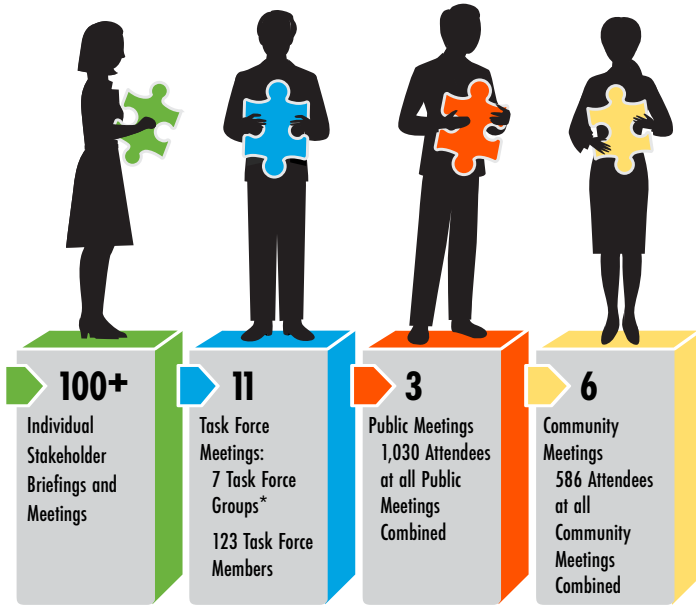 100+
Individual
Stakeholder
Briefings and
Meetings
11
Task Force
Meetings:
7 Task Force
Groups*
123 Task Force
Members
3
Public Meetings
1,030 Attendees
at all Public
Meetings
Combined
6
Community
Meetings
586 Attendees
at all
Community
Meetings
Combined